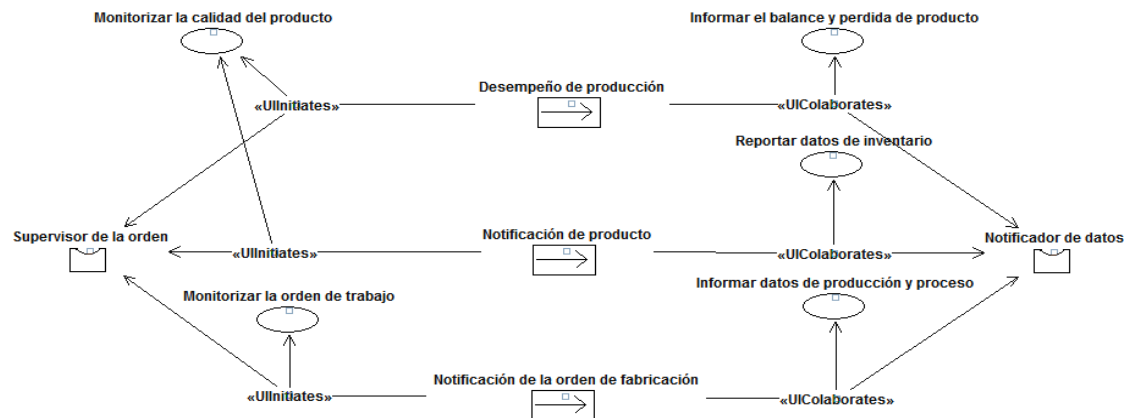 Monitorizar la calidad del producto
Informar el balance y perdida de producto
Desempeño de producción
«UIInitiates»
«UIColaborates»
Reportar datos de inventario
Supervisor de la orden
Notificación de producto
Notificador de datos
«UIInitiates»
«UIColaborates»
Monitorizar la orden de trabajo
Informar datos de producción y proceso
Notificación de la orden de fabricación
«UIInitiates»
«UIColaborates»